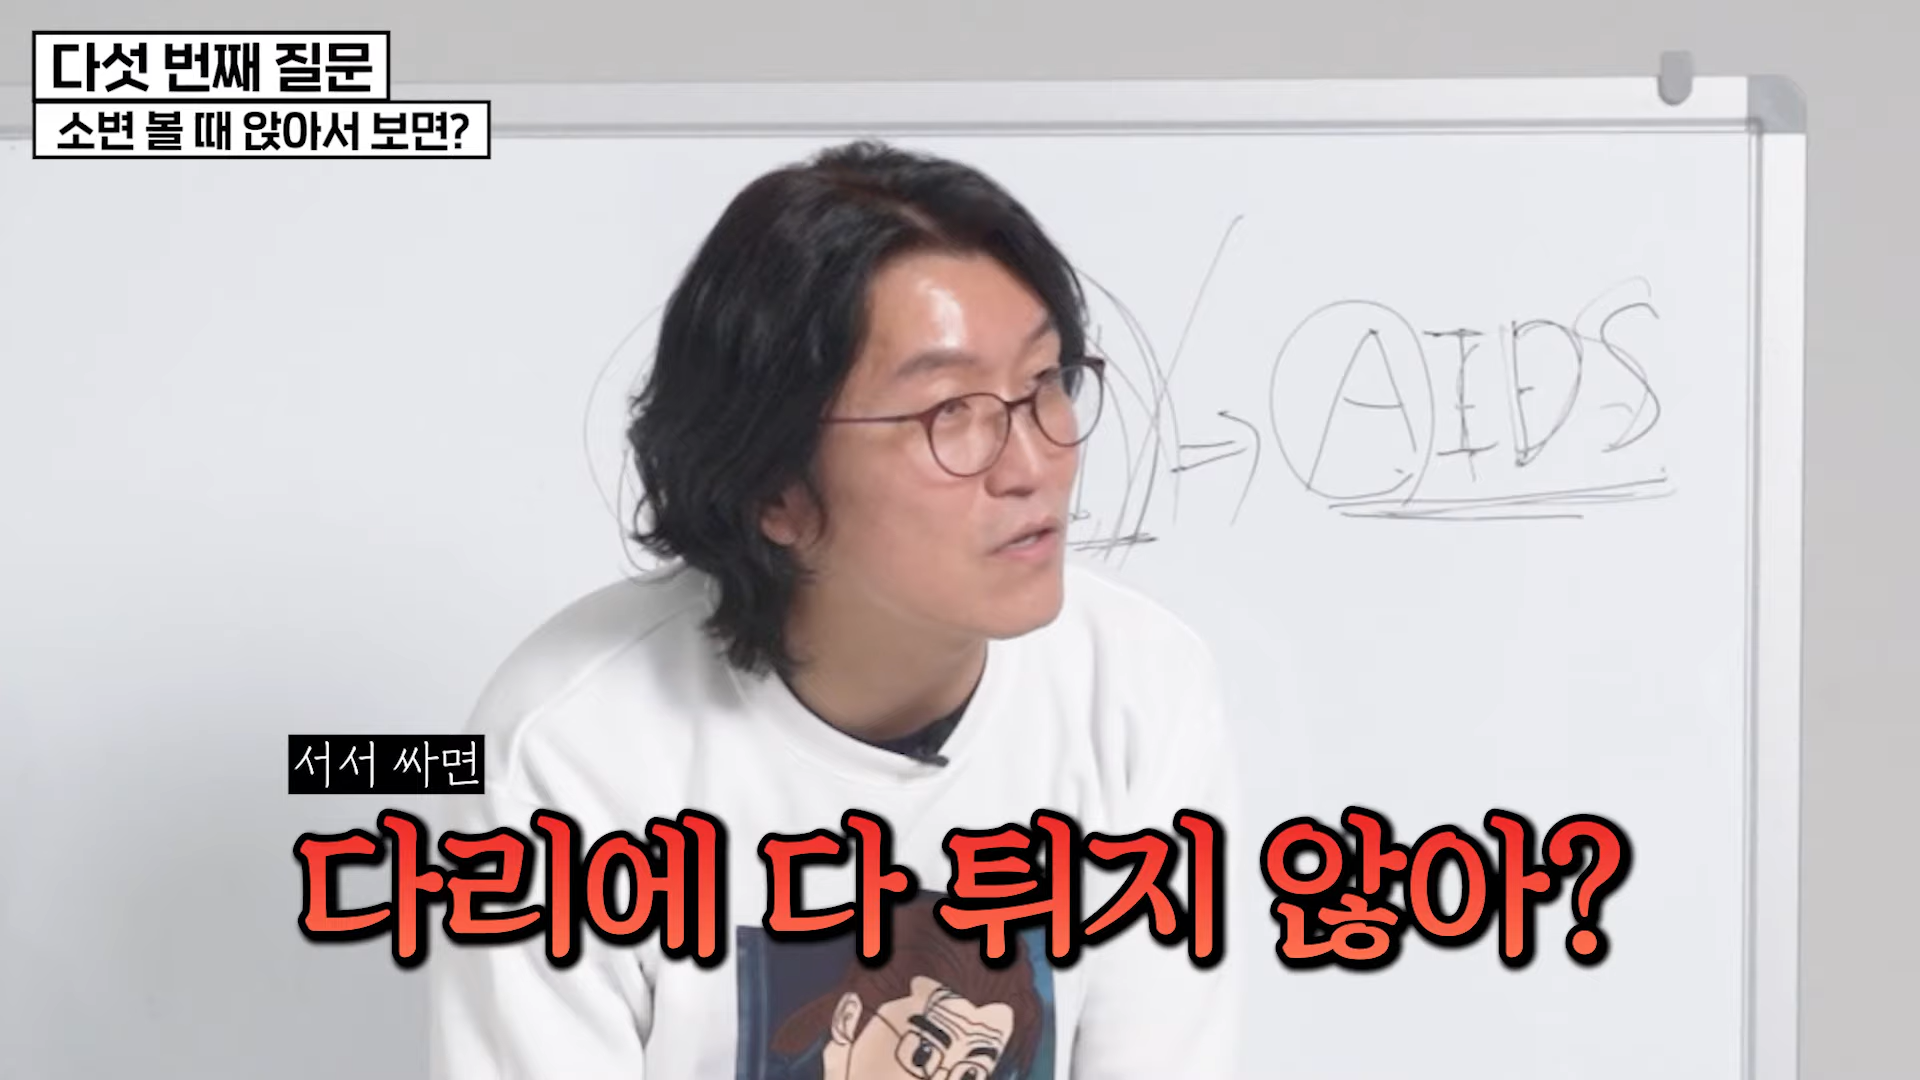 다섯 번째 질문
소변 볼 때 앉아서 보면?
AIDS
서서 싸면
다리에 다 튀지 않아?